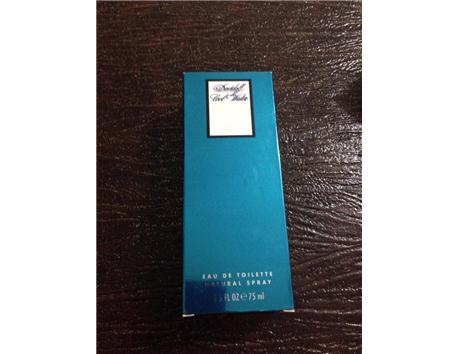 Davidoff
Cool Water
EAU DE TOILETTE
NATURAL SPRAY
FL OZ ℮ 75 ml